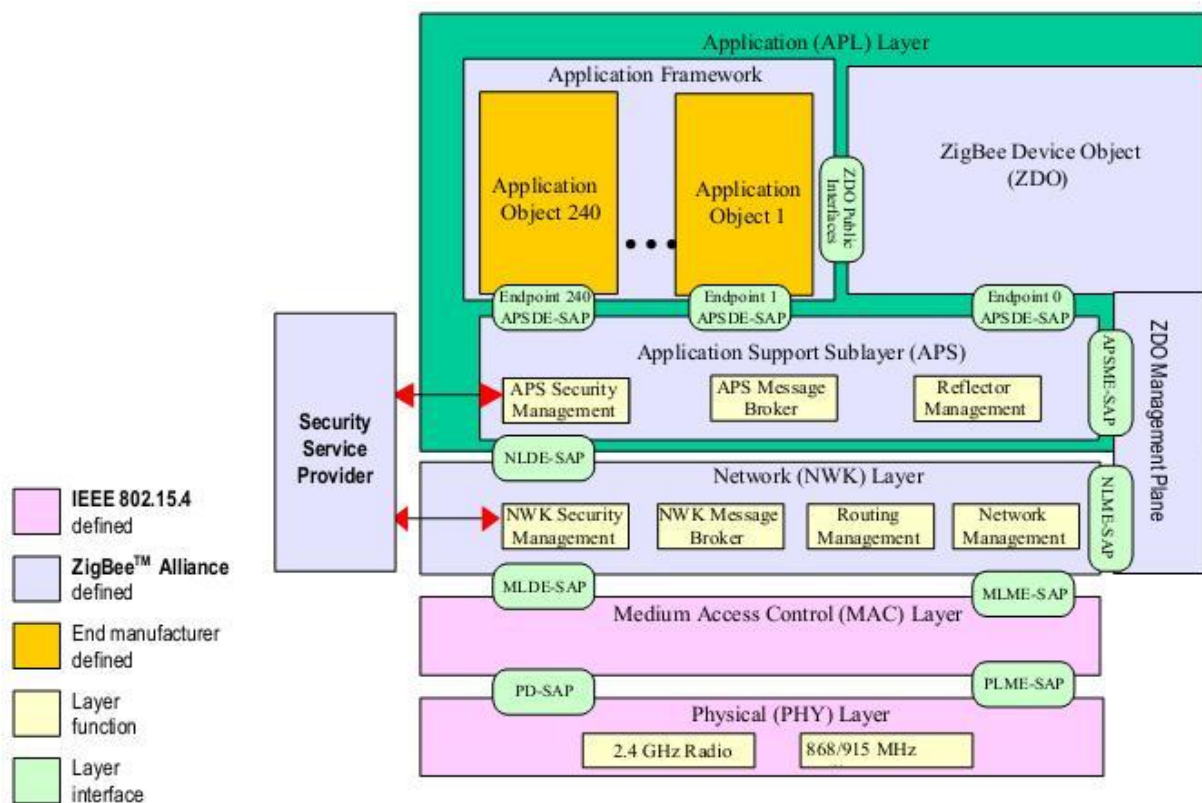 Application (APL) Layer
Application Framework
Application
Object 240
Application
Object 1
ZDO Public
Interfaces
ZigBee Device Object
(ZDO)
Endpoint 240
APSDE-SAP
Endpoint 1
APSDE-SAP
Endpoint 0
APSDE-SAP
Application Support Sublayer (APS)
APS Security
Management
APS Message
Broker
Reflector
Management
APSME-SAP
ZDO Management Plane
Security
Service
Provider
NLDE-SAP
Network (NWK) Layer
NWK Security
Management
NWK Message
Broker
Routing
Management
Network
Management
NLME-SAP
MLDE-SAP
MLME-SAP
Medium Access Control (MAC) Layer
PD-SAP
PLME-SAP
Physical (PHY) Layer
2.4 GHz Radio
868/915 MHz
IEEE 802.15.4
defined
ZigBee™ Alliance
defined
End manufacturer
defined
Layer
function
Layer
interface